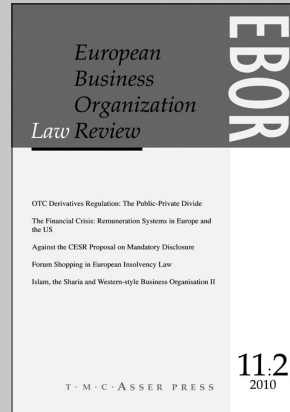 EBOR
European
Business
Organization
Law Review
OTC Derivatives Regulation: The Public-Private Divide
The Financial Crisis: Remuneration Systems in Europe and
the US
Against the CESR Proposal on Mandatory Disclosure
Forum Shopping in European Insolvency Law
Islam, the Sharia and Western-style Business Organisation II
11:2
2010
T·M·C·ASSER PRESS